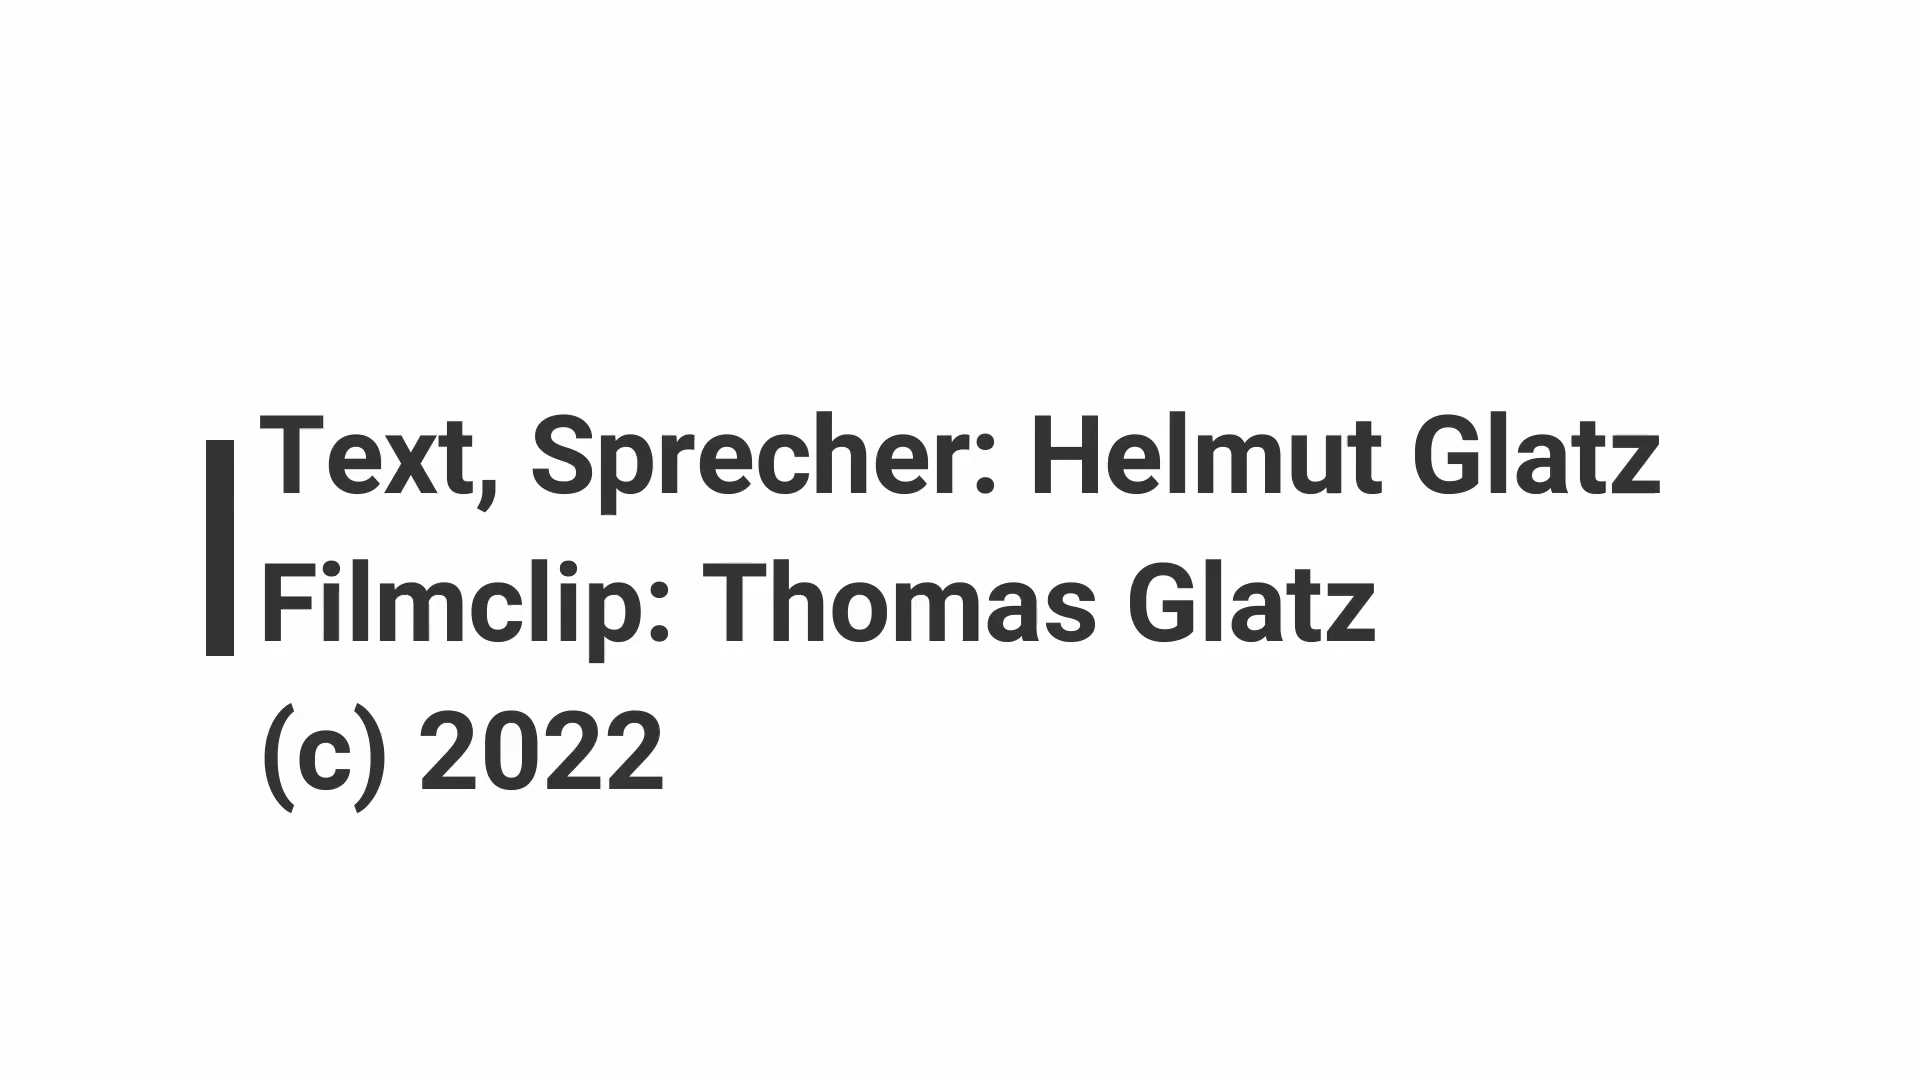 Text, Sprecher: Helmut Glatz
Filmclip: Thomas Glatz
(c) 2022